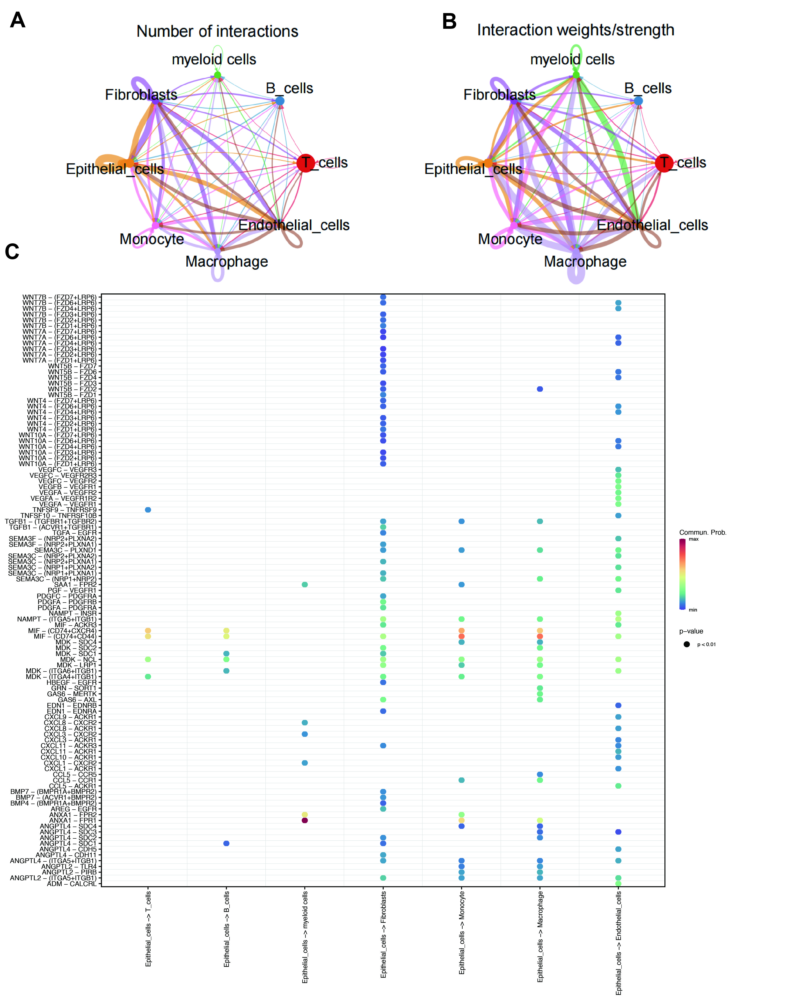 A
Number of interactions
myeloid cells
B_cells
Fibroblasts
T_cells
Epithelial_cells
Endothelial_cells
Monocyte
Macrophage
B
Interaction weights/strength
myeloid cells
B_cells
Fibroblasts
T_cells
Epithelial_cells
Endothelial_cells
Monocyte
Macrophage
C
WNT7B – (FZD7+LRP6)
WNT7B – (FZD6+LRP6)
WNT7B – (FZD4+LRP6)
WNT7B – (FZD3+LRP6)
WNT7B – (FZD2+LRP6)
WNT7B – (FZD1+LRP6)
WNT7A – (FZD7+LRP6)
WNT7A – (FZD6+LRP6)
WNT7A – (FZD4+LRP6)
WNT7A – (FZD3+LRP6)
WNT7A – (FZD2+LRP6)
WNT7A – (FZD1+LRP6)
WNT5B – FZD7
WNT5B – FZD6
WNT5B – FZD4
WNT5B – FZD3
WNT5B – FZD2
WNT5B – FZD1
WNT4 – (FZD7+LRP6)
WNT4 – (FZD6+LRP6)
WNT4 – (FZD4+LRP6)
WNT4 – (FZD3+LRP6)
WNT4 – (FZD2+LRP6)
WNT4 – (FZD1+LRP6)
WNT10A – (FZD7+LRP6)
WNT10A – (FZD6+LRP6)
WNT10A – (FZD4+LRP6)
WNT10A – (FZD3+LRP6)
WNT10A – (FZD2+LRP6)
WNT10A – (FZD1+LRP6)
VEGFC – VEGFR3
VEGFC – VEGFR2R3
VEGFC – VEGFR2
VEGFB – VEGFR1
VEGFA – VEGFR2
VEGFA – VEGFR1R2
VEGFA – VEGFR1
TNFSF9 – TNFRSF9
TNFSF10 – TNFRSF10B
TGFB1 – (TGFBR1+TGFBR2)
TGFB1 – (ACVR1+TGFBR1)
TGFA – EGFR
SEMA3F – (NRP2+PLXNA2)
SEMA3F – (NRP2+PLXNA1)
SEMA3C – PLXND1
SEMA3C – (NRP2+PLXNA2)
SEMA3C – (NRP2+PLXNA1)
SEMA3C – (NRP1+PLXNA2)
SEMA3C – (NRP1+PLXNA1)
SEMA3C – (NRP1+NRP2)
SAA1 – FPR2
PGF – VEGFR1
PDGFC – PDGFRA
PDGFA – PDGFRB
PDGFA – PDGFRA
NAMPT – INSR
NAMPT – (ITGA5+ITGB1)
MIF – ACKR3
MIF – (CD74+CXCR4)
MIF – (CD74+CD44)
MDK – SDC4
MDK – SDC2
MDK – SDC1
MDK – NCL
MDK – LRP1
MDK – (ITGA6+ITGB1)
MDK – (ITGA4+ITGB1)
HBEGF – EGFR
GRN – SORT1
GAS6 – MERTK
GAS6 – AXL
EDN1 – EDNRB
EDN1 – EDNRA
CXCL9 – ACKR1
CXCL8 – CXCR2
CXCL8 – ACKR1
CXCL3 – CXCR2
CXCL3 – ACKR1
CXCL11 – ACKR3
CXCL11 – ACKR1
CXCL10 – ACKR1
CXCL1 – CXCR2
CXCL1 – ACKR1
CCL5 – CCR5
CCL5 – CCR1
CCL5 – ACKR1
BMP7 – (BMPR1A+BMPR2)
BMP7 – (ACVR1+BMPR2)
BMP4 – (BMPR1A+BMPR2)
AREG – EGFR
ANXA1 – FPR2
ANXA1 – FPR1
ANGPTL4 – SDC4
ANGPTL4 – SDC3
ANGPTL4 – SDC2
ANGPTL4 – SDC1
ANGPTL4 – CDH5
ANGPTL4 – CDH11
ANGPTL4 – (ITGA5+ITGB1)
ANGPTL2 – TLR4
ANGPTL2 – PIRB
ANGPTL2 – (ITGA5+ITGB1)
ADM – CALCRL
Epithelial_cells –> T_cells
Epithelial_cells –> B_cells
Epithelial_cells –> myeloid cells
Epithelial_cells –> Fibroblasts
Epithelial_cells –> Monocyte
Epithelial_cells –> Macrophage
Epithelial_cells –> Endothelial_cells
Commun. Prob.
max
min
p–value
p < 0.01